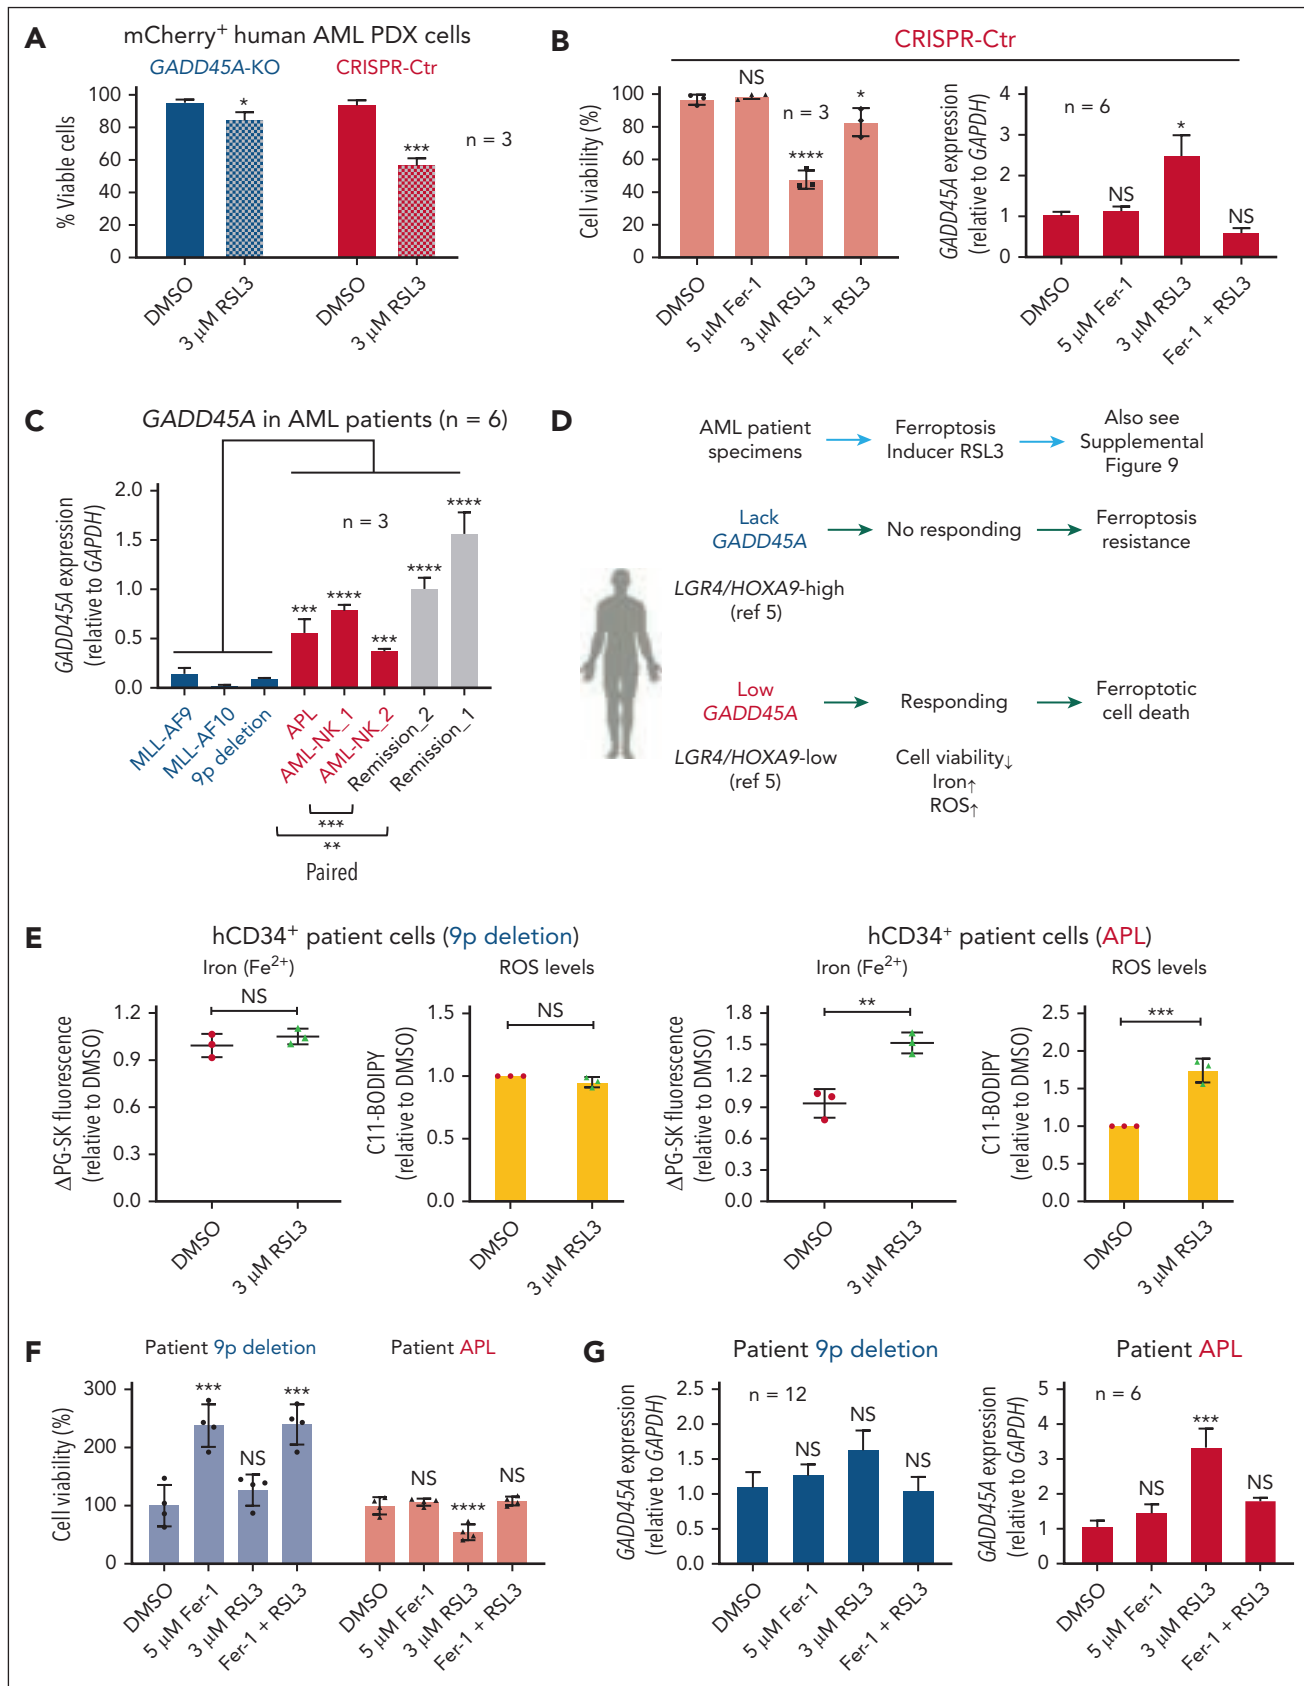 A
mCherry+ human AML PDX cells
GADD45A-KO
CRISPR-Ctr
% Viable cells
100
80
60
40
20
0
*
***
n = 3
DMSO
3 μM RSL3
DMSO
3 μM RSL3
B
CRISPR-Ctr
Cell viability (%)
100
80
60
40
20
0
NS
n = 3
****
*
DMSO
5 μM Fer-1
3 μM RSL3
Fer-1 + RSL3
GADD45A expression
(relative to GAPDH)
4
3
2
1
0
n = 6
NS
*
NS
DMSO
5 μM Fer-1
3 μM RSL3
Fer-1 + RSL3
C
GADD45A in AML patients (n = 6)
GADD45A expression
(relative to GAPDH)
2.0
1.5
1.0
0.5
0.0
n = 3
***
****
***
****
****
MLL-AF9
MLL-AF10
9p deletion
APL
AML-NK_1
AML-NK_2
Remission_2
Remission_1
***
**
Paired
D
AML patient
specimens
Ferroptosis
Inducer RSL3
Also see
Supplemental
Figure 9
Lack
GADD45A
No responding
Ferroptosis
resistance
LGR4/HOXA9-high
(ref 5)
Low
GADD45A
Responding
Ferroptotic
cell death
LGR4/HOXA9-low
(ref 5)
Cell viability↓
Iron↑
ROS↑
E
hCD34+ patient cells (9p deletion)
Iron (Fe2+)
ΔPG-SK fluorescence
(relative to DMSO)
1.2
0.9
0.6
0.3
0.0
NS
DMSO
3 μM RSL3
ROS levels
C11-BODIPY
(relative to DMSO)
1.5
1.0
0.5
0.0
NS
DMSO
3 μM RSL3
hCD34+ patient cells (APL)
Iron (Fe2+)
ΔPG-SK fluorescence
(relative to DMSO)
1.8
1.5
1.2
0.9
0.6
0.3
0.0
**
DMSO
3 μM RSL3
ROS levels
C11-BODIPY
(relative to DMSO)
2.5
2.0
1.5
1.0
0.5
0.0
***
DMSO
3 μM RSL3
F
Patient 9p deletion
Patient APL
Cell viability (%)
300
200
100
0
***
NS
***
NS
****
NS
DMSO
5 μM Fer-1
3 μM RSL3
Fer-1 + RSL3
DMSO
5 μM Fer-1
3 μM RSL3
Fer-1 + RSL3
G
Patient 9p deletion
GADD45A expression
(relative to GAPDH)
2.5
2.0
1.5
1.0
0.5
0.0
n = 12
NS
NS
NS
DMSO
5 μM Fer-1
3 μM RSL3
Fer-1 + RSL3
Patient APL
GADD45A expression
(relative to GAPDH)
5
4
3
2
1
0
n = 6
NS
***
NS
DMSO
5 μM Fer-1
3 μM RSL3
Fer-1 + RSL3